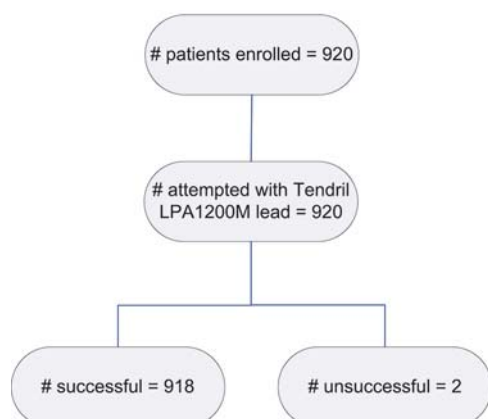 # patients enrolled = 920
# attempted with Tendril
LPA1200M lead = 920
# successful = 918
# unsuccessful = 2